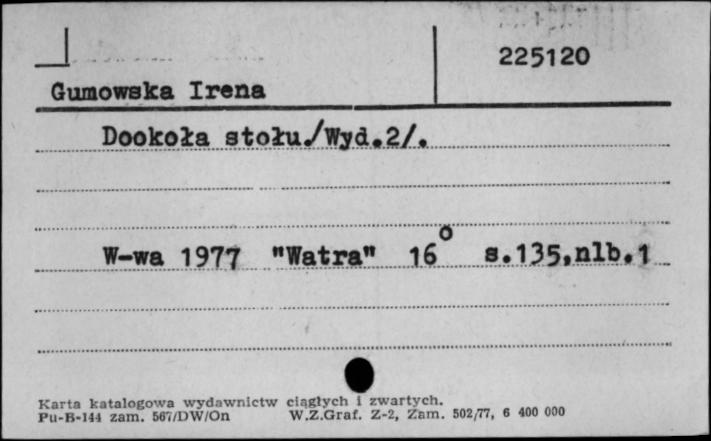 225120
Gumowska Irena
Dookoła stołu./Wyd.2/.
W-wa 1977 "Watra" 16° s.135,nlb.1
Karta katalogowa wydawnictw ciągłych i zwartych.
Pu-B-144 zam. 567/DW/On W.Z.Graf. Z-2, Zam. 502/77, 6 400 000